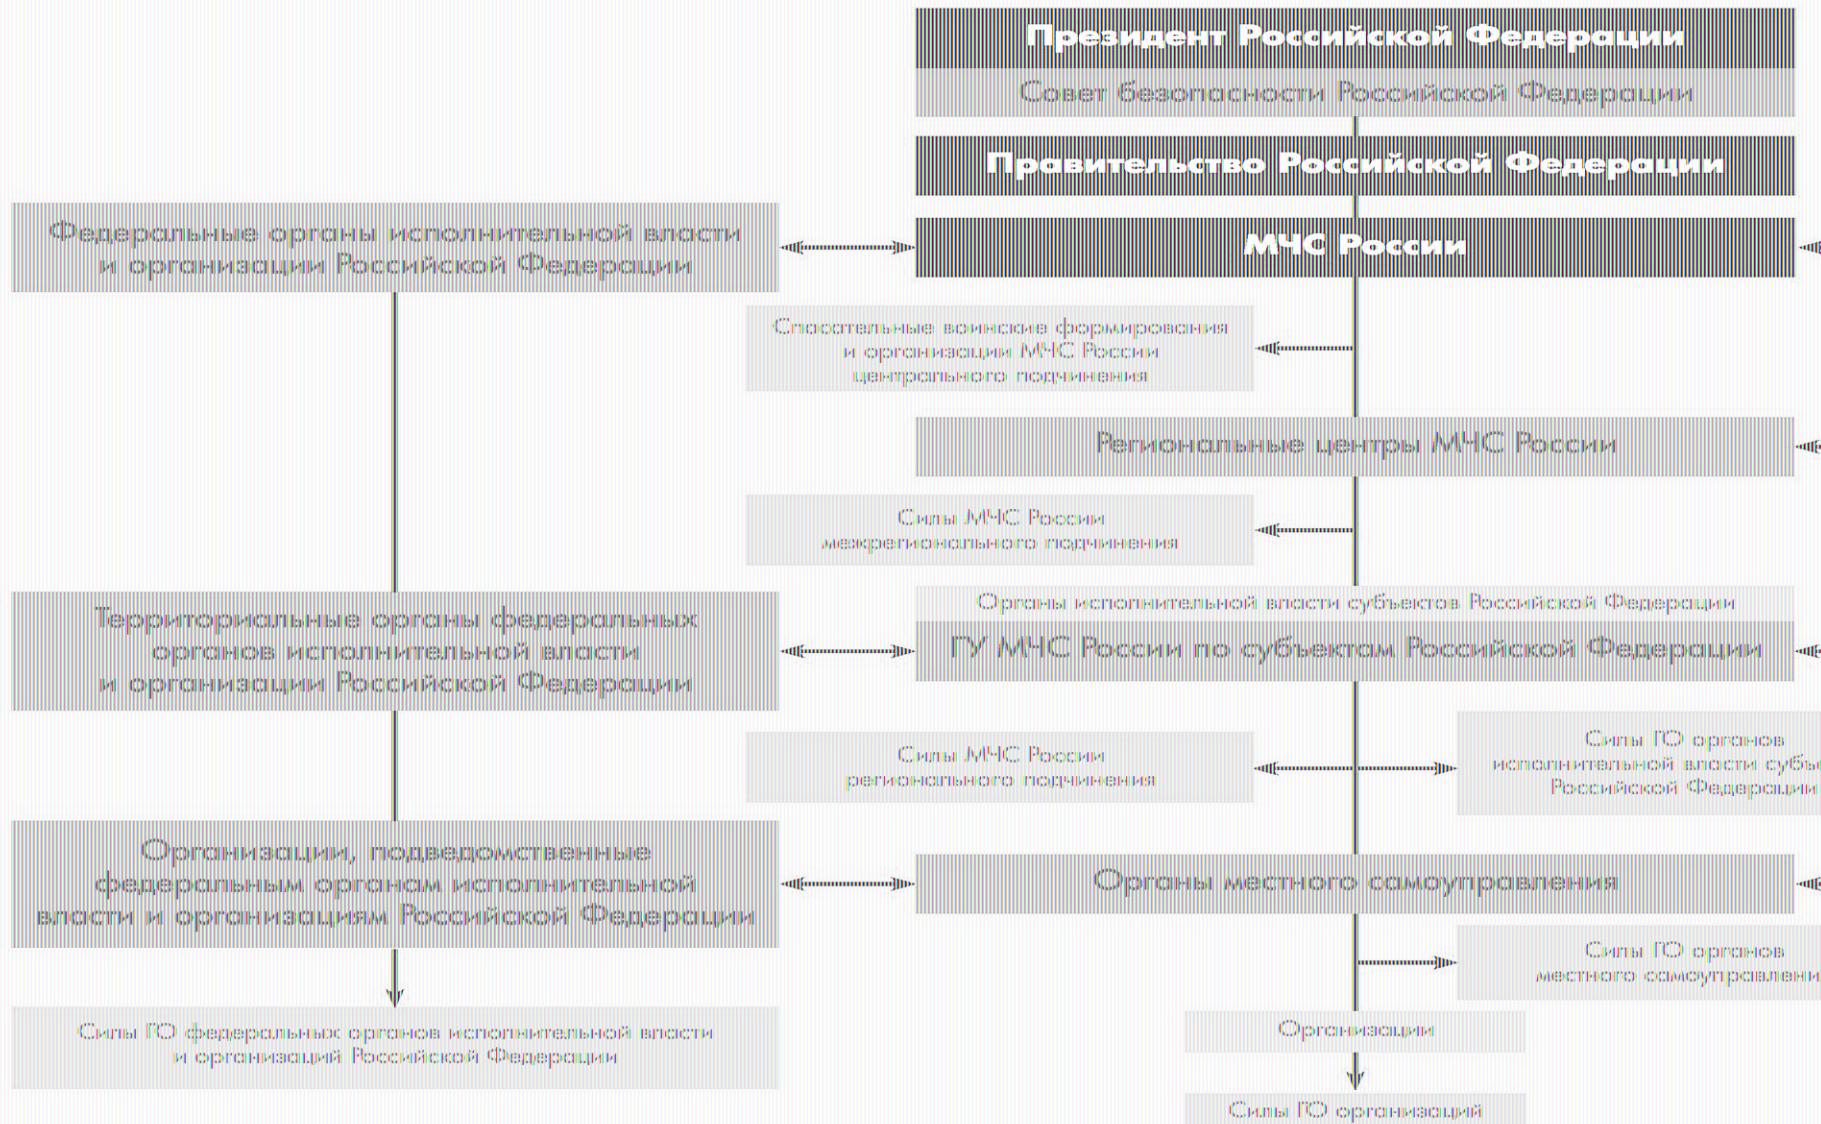 Президент Российской Федерации
Совет безопасности Российской Федерации
Правительство Российской Федерации
МЧС России
Федеральные органы исполнительной власти
и организации Российской Федерации
Спасательные воинские формирования
и организации МЧС России
центрального подчинения
Региональные центры МЧС России
Силы МЧС России
межрегионального подчинения
Органы исполнительной власти субъектов Российской Федерации
ГУ МЧС России по субъектам Российской Федерации
Территориальные органы федеральных
органов исполнительной власти
и организации Российской Федерации
Силы МЧС России
регионального подчинения
Силы ГО органов
исполнительной власти
Российской Федерации
Организации, подведомственные
федеральным органам исполнительной
власти и организациям Российской Федерации
Органы местного самоуправления
Силы ГО органов
местного
Силы ГО федеральных органов исполнительной власти
и организаций Российской Федерации
Организации
Силы ГО организаций